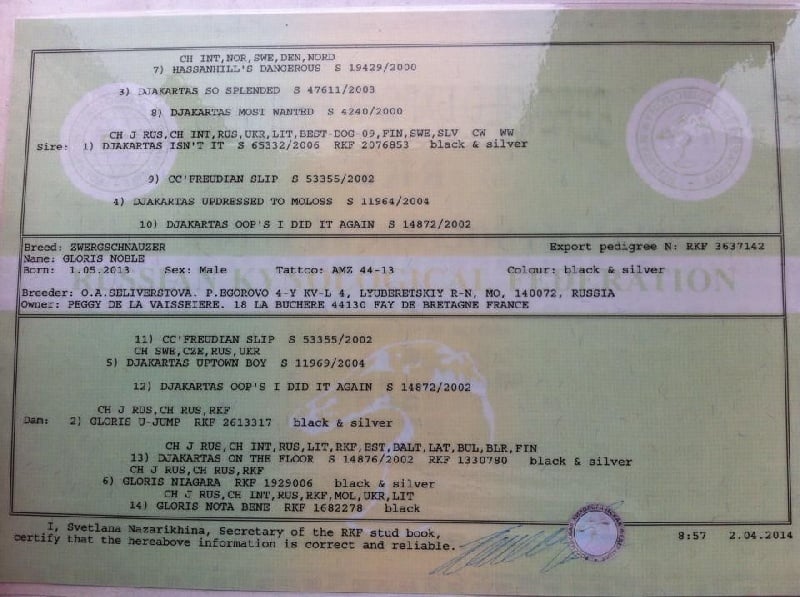 CH INT,NOR,SWE,DEN,NORD
7) HASSANHILL'S DANGEROUS S 19429/2000
3) DJAKARTAS SO SPLENDED S 47611/2003
8) DJAKARTAS MOST WANTED S 4240/2000
CH J RUS,CH INT,RUS,UKR,LIT,BEST-DOG-09,FIN,SWE,SLV CW WW
Sire: 1) DJAKARTAS ISN'T IT S 65332/2006 RKF 2076853 black & silver
9) CC'FREUDIAN SLIP S 53355/2002
4) DJAKARTAS UPDRESSED TO MOLOSS S 11964/2004
10) DJAKARTAS OOP'S I DID IT AGAIN S 14872/2002
Breed: ZWERGSCHNAUZER Export pedigree N: RKF 3637142
Name: GLORIS NOBLE
Born: 1.05.2013 Sex: Male Tattoo: AMZ 44-13 Colour: black & silver
RUSSIAN KYNOLOGICAL FEDERATION
Breeder: O.A.SELIVERSTOVA. P.EGOROVO 4-Y KV-L 4, LYUBERETSKIY R-N, MO, 140072, RUSSIA
Owner: PEGGY DE LA VAISSEIERE. 18 LA BUCHERE 44130 FAY DE BRETAGNE FRANCE
11) CC'FREUDIAN SLIP S 53355/2002
CH SWE,CZE,RUS,UKR
5) DJAKARTAS UPTOWN BOY S 11969/2004
12) DJAKARTAS OOP'S I DID IT AGAIN S 14872/2002
CH J RUS,CH RUS,RKF
Dam: 2) GLORIS U-JUMP RKF 2613317 black & silver
CH J RUS,CH INT,RUS,LIT,RKF,EST,BALT,LAT,BUL,BLR,FIN
13) DJAKARTAS ON THE FLOOR S 14876/2002 RKF 1330780 black & silver
CH J RUS,CH RUS,RKF
6) GLORIS NIAGARA RKF 1929006 black & silver
CH J RUS,CH INT,RUS,RKF,MOL,UKR,LIT
14) GLORIS NOTA BENE RKF 1682278 black
I, Svetlana Nazarikhina, Secretary of the RKF stud book,
certify that the hereabove information is correct and reliable.
8:57 2.04.2014